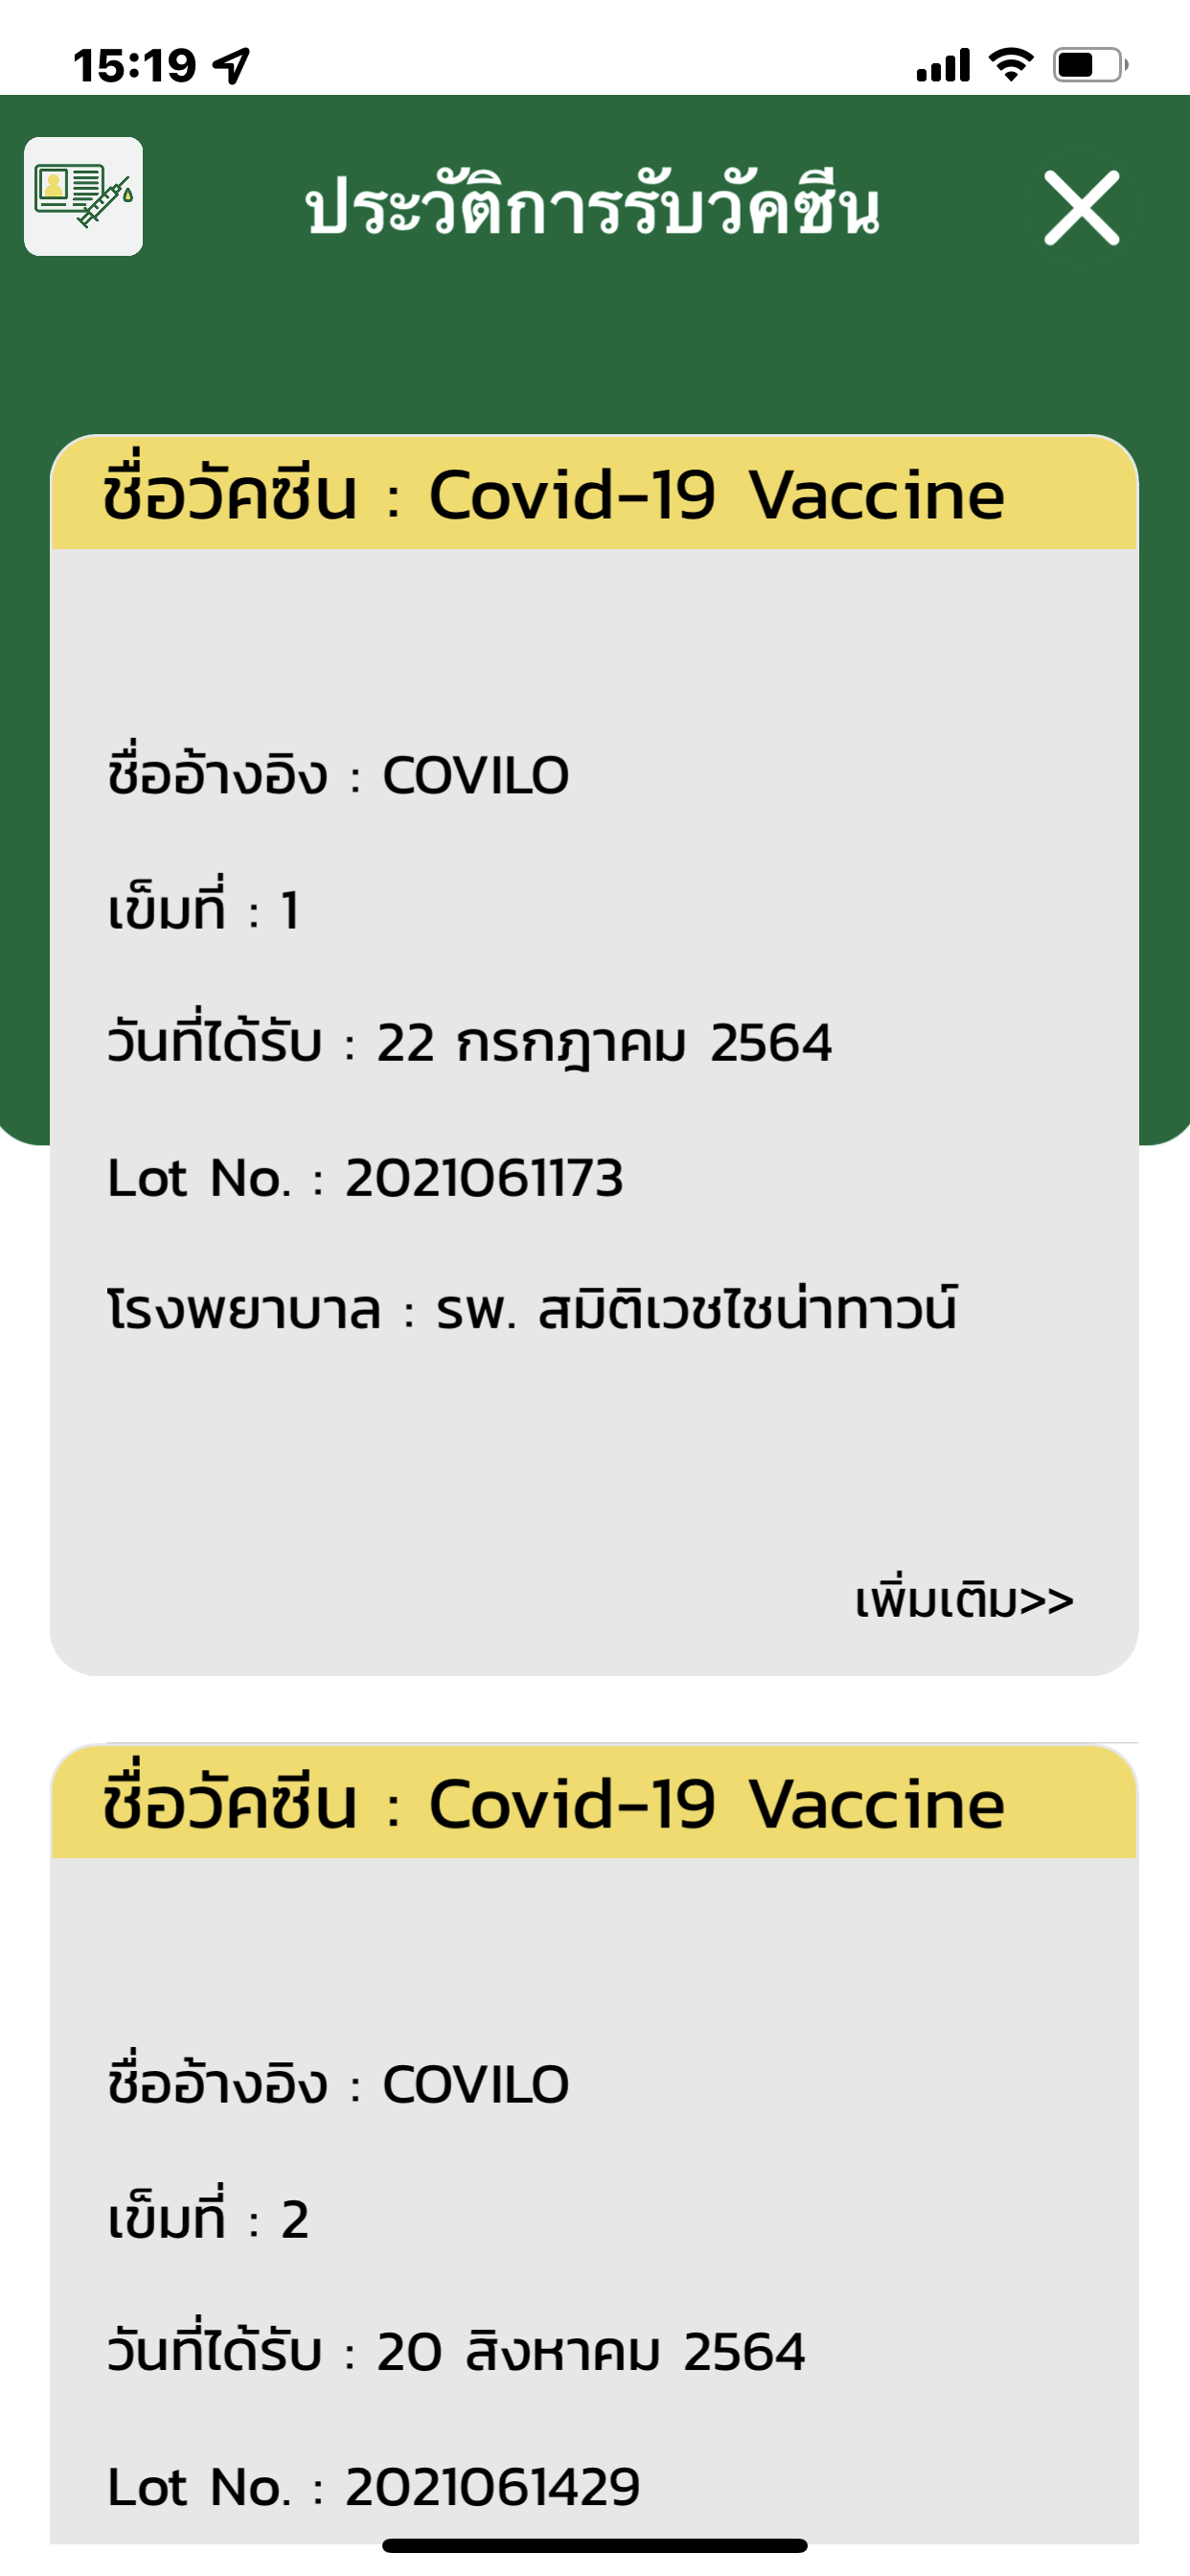 15:19
ประวัติการรับวัคซีน
ชื่อวัคซีน : Covid-19 Vaccine
ชื่ออ้างอิง : COVILO
เข็มที่ : 1
วันที่ได้รับ : 22 กรกฎาคม 2564
Lot No. : 2021061173
โรงพยาบาล : รพ. สมิติเวชไชน่าทาวน์
เพิ่มเติม>>
ชื่อวัคซีน : Covid-19 Vaccine
ชื่ออ้างอิง : COVILO
เข็มที่ : 2
วันที่ได้รับ : 20 สิงหาคม 2564
Lot No. : 2021061429